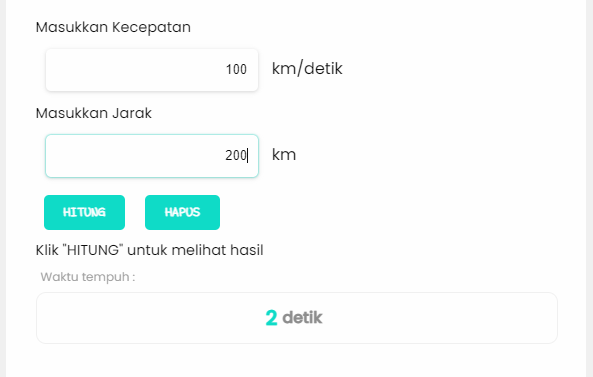 Masukkan Kecepatan
100 km/detik
Masukkan Jarak
200 km
HITUNG HAPUS
Klik "HITUNG" untuk melihat hasil
Waktu tempuh :
2 detik